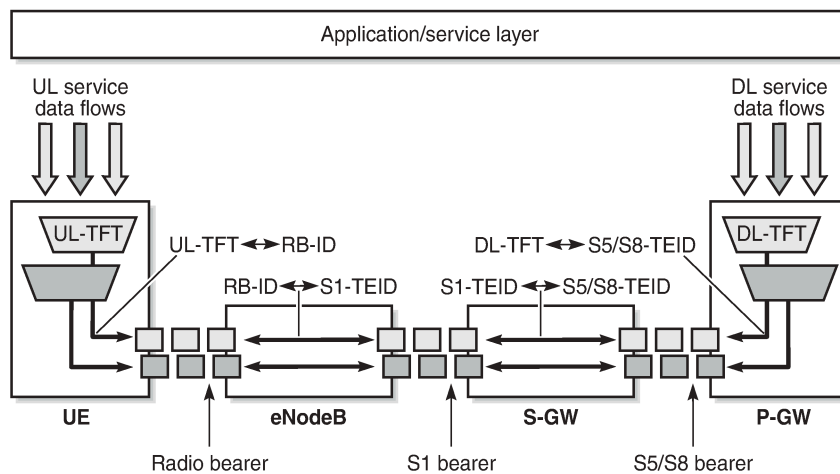 Application/service layer
UL service
data flows
DL service
data flows
UL-TFT
DL-TFT
UL-TFT RB-ID
DL-TFT S5/S8-TEID
RB-ID S1-TEID
S1-TEID S5/S8-TEID
UE
eNodeB
S-GW
P-GW
Radio bearer
S1 bearer
S5/S8 bearer